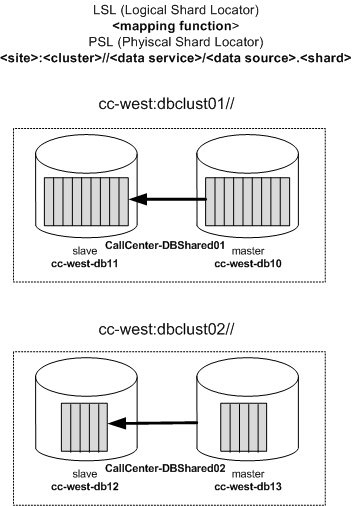 LSL (Logical Shard Locator)
<mapping function>
PSL (Phyiscal Shard Locator)
<site>:<cluster>//<data service>/<data source>.<shard>
cc-west:dbclust01//
CallCenter-DBShared01
slave
master
cc-west-db11
cc-west-db10
cc-west:dbclust02//
CallCenter-DBShared02
slave
master
cc-west-db12
cc-west-db13